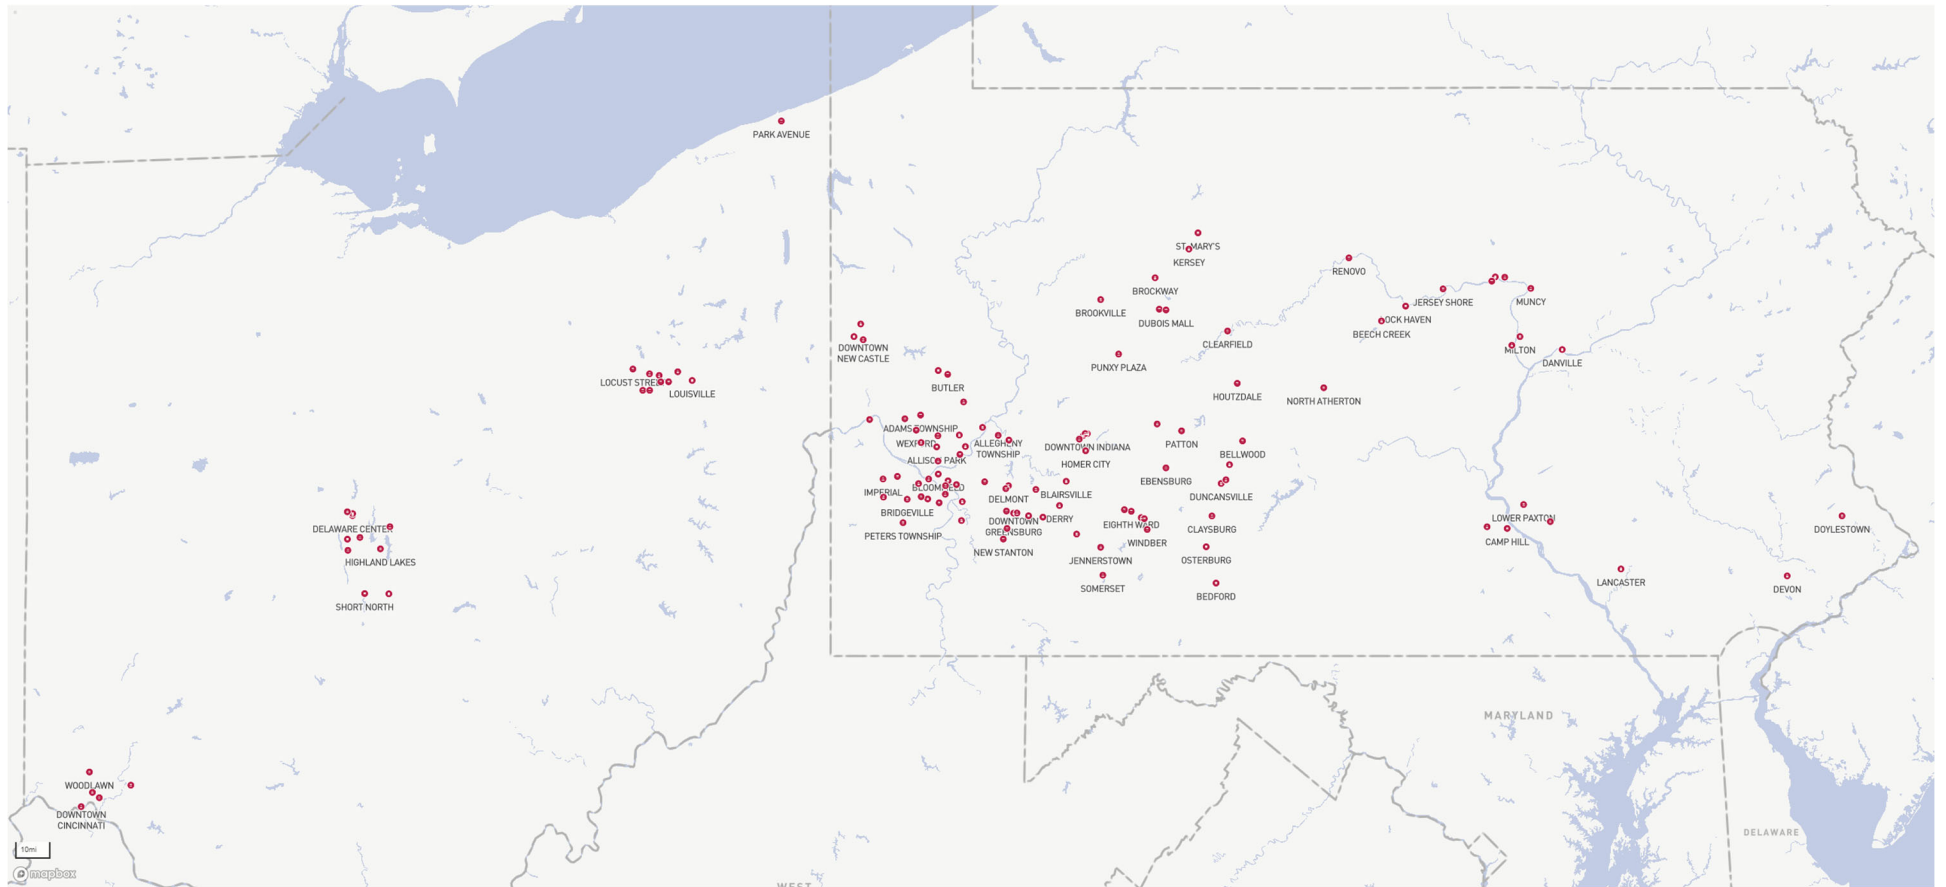 PARK AVENUE
ST. MARY'S
KERSEY
RENOVO
BROCKWAY
JERSEY SHORE
MUNCY
BROOKVILLE
DUBOIS MALL
OCK HAVEN
BEECH CREEK
CLEARFIELD
DOWNTOWN
NEW CASTLE
MILTON
DANVILLE
PUNXY PLAZA
LOCUST STREE
LOUISVILLE
BUTLER
HOUTZDALE
NORTH ATHERTON
ADAMS TOWNSHIP
WEXFORD
ALLEGHENY
TOWNSHIP
DOWNTOWN INDIANA
PATTON
BELLWOOD
ALLISON PARK
HOMER CITY
EBENSBURG
IMPERIAL
BLOOMFIELD
DELMONT
BLAIRSVILLE
DUNCANSVILLE
BRIDGEVILLE
DOWNTOWN
GREENSBURG
DERRY
EIGHTH WARD
CLAYSBURG
LOWER PAXTON
DELAWARE CENTER
PETERS TOWNSHIP
WINDBER
CAMP HILL
DOYLESTOWN
NEW STANTON
HIGHLAND LAKES
JENNERSTOWN
OSTERBURG
SOMERSET
BEDFORD
LANCASTER
DEVON
SHORT NORTH
MARYLAND
WOODLAWN
DOWNTOWN
CINCINNATI
DELAWARE
10mi
mapbox
WEST